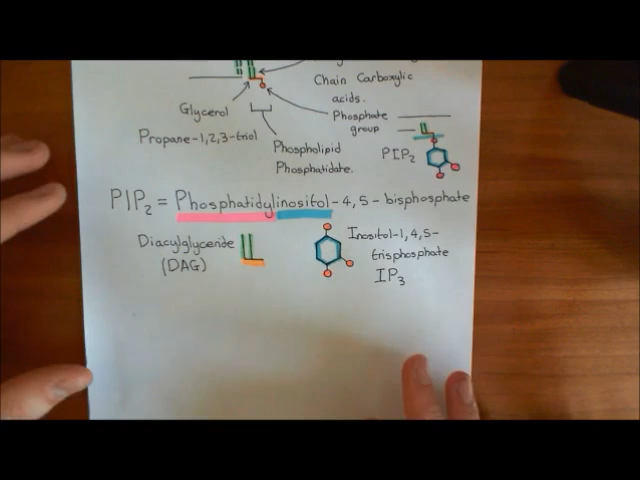 Chain Carboxylic
acids.
Glycerol
Propane-1,2,3-triol
Phosphate
group
Phospholipid
Phosphatidate.
PIP2
PIP2 = Phosphatidylinositol-4,5-bisphosphate
Diacylglyceride
(DAG)
Inositol-1,4,5-
trisphosphate
IP3